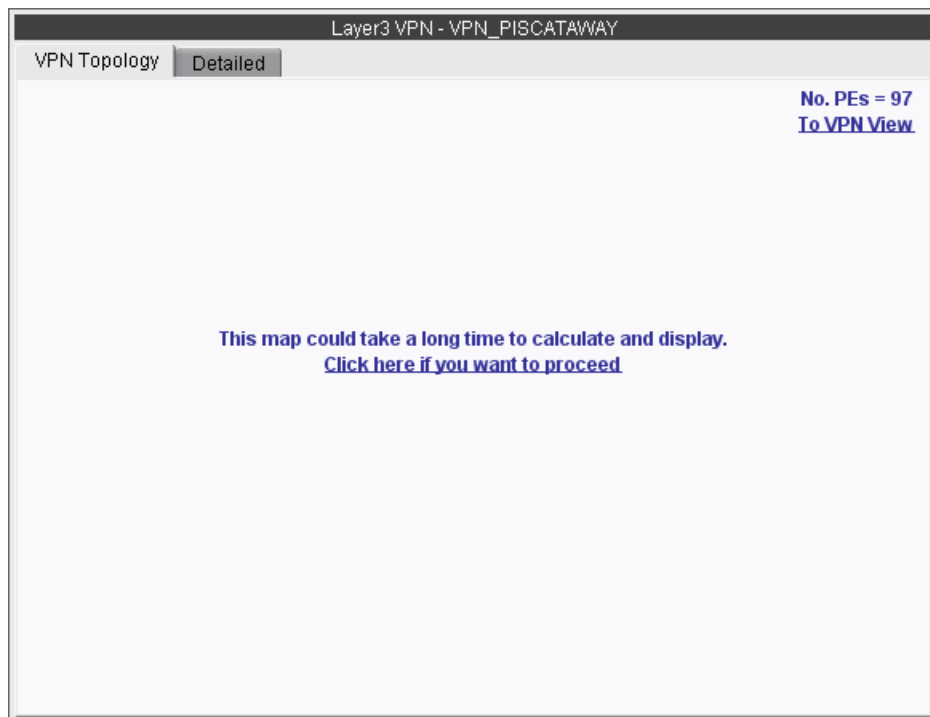 Layer3 VPN - VPN_PISCATAWAY
VPN Topology Detailed
No. PEs = 97
To VPN View
This map could take a long time to calculate and display.
Click here if you want to proceed